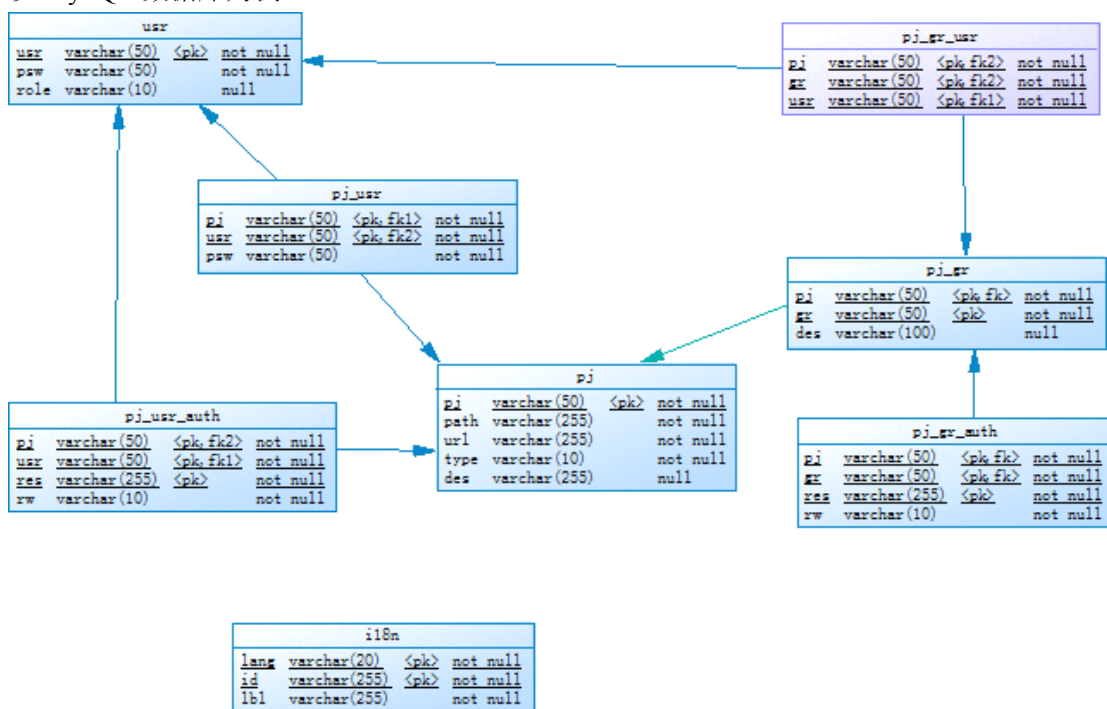 usr
usr varchar(50) <pk> not null
psw varchar(50) not null
role varchar(10) null
pj_gr_usr
pj varchar(50) <pk,fk2> not null
gr varchar(50) <pk,fk2> not null
usr varchar(50) <pk,fk1> not null
pj_usr
pj varchar(50) <pk,fk1> not null
usr varchar(50) <pk,fk2> not null
psw varchar(50) not null
pj_gr
pj varchar(50) <pk,fk> not null
gr varchar(50) <pk> not null
des varchar(100) null
pj
pj varchar(50) <pk> not null
path varchar(255) not null
url varchar(255) not null
type varchar(10) not null
des varchar(255) null
pj_usr_auth
pj varchar(50) <pk,fk2> not null
usr varchar(50) <pk,fk1> not null
res varchar(255) <pk> not null
rw varchar(10) not null
pj_gr_auth
pj varchar(50) <pk,fk> not null
gr varchar(50) <pk,fk> not null
res varchar(255) <pk> not null
rw varchar(10) not null
i18n
lang varchar(20) <pk> not null
id varchar(255) <pk> not null
lbl varchar(255) not null